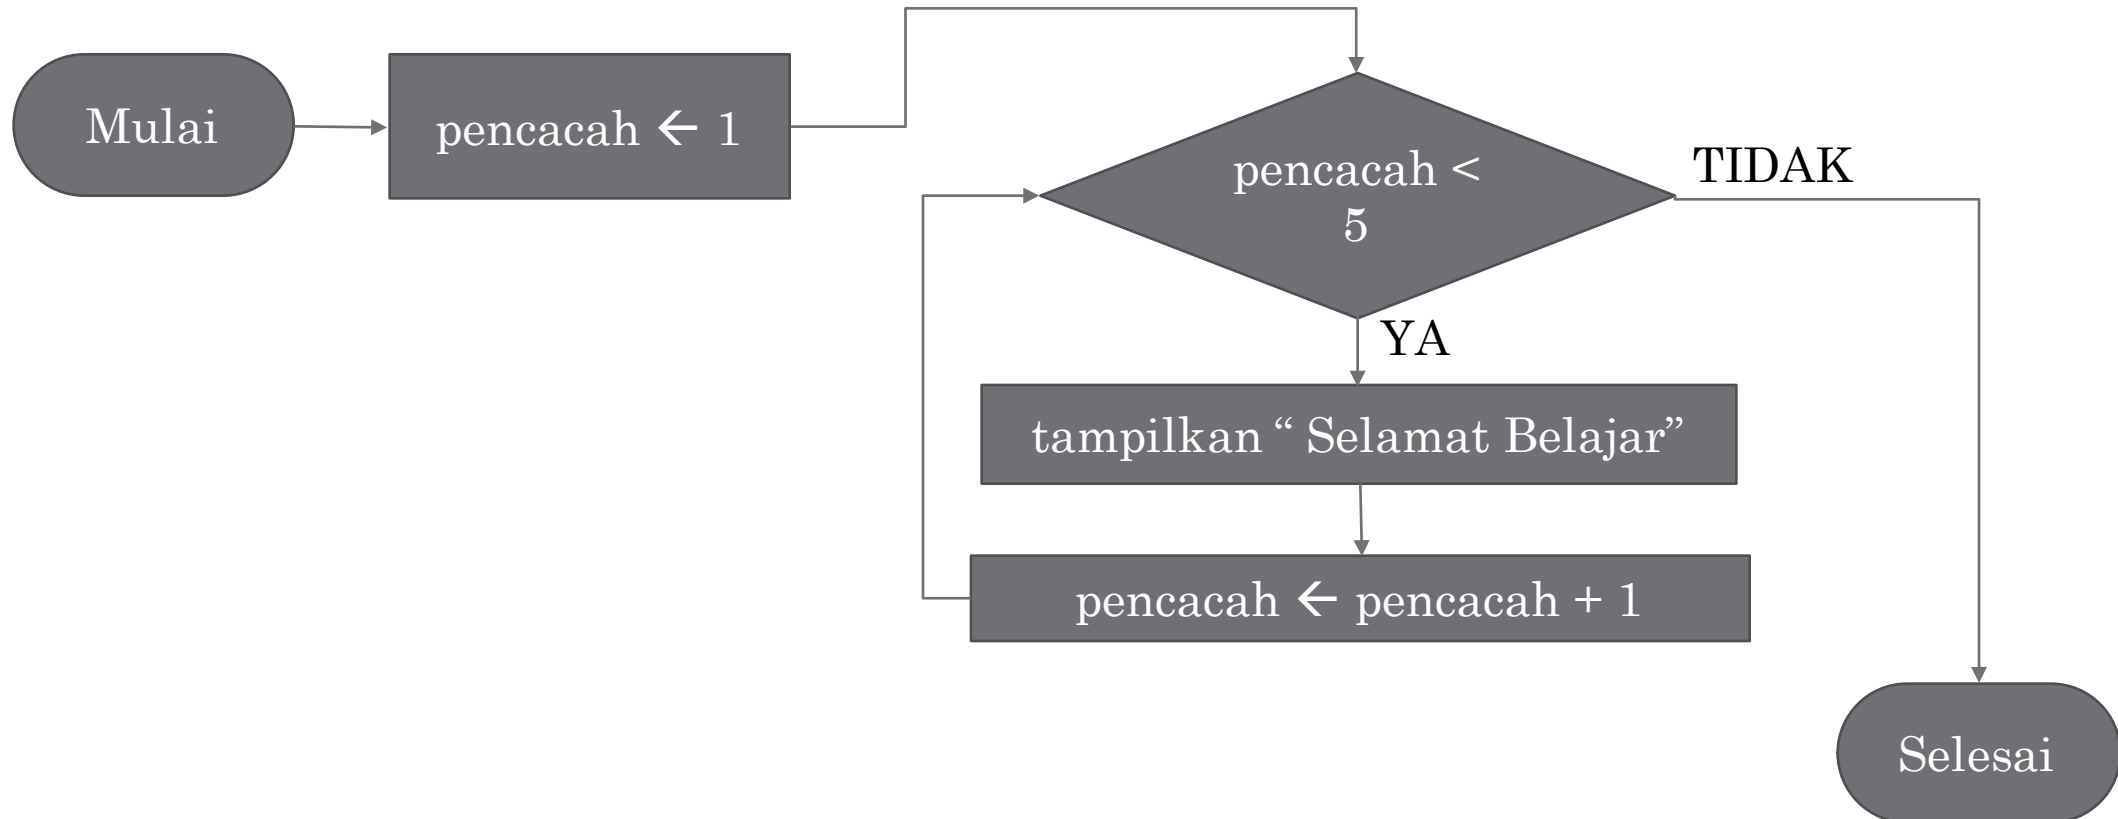 Mulai
pencacah ← 1
pencacah <
5
TIDAK
YA
tampilkan “ Selamat Belajar”
pencacah ← pencacah + 1
Selesai